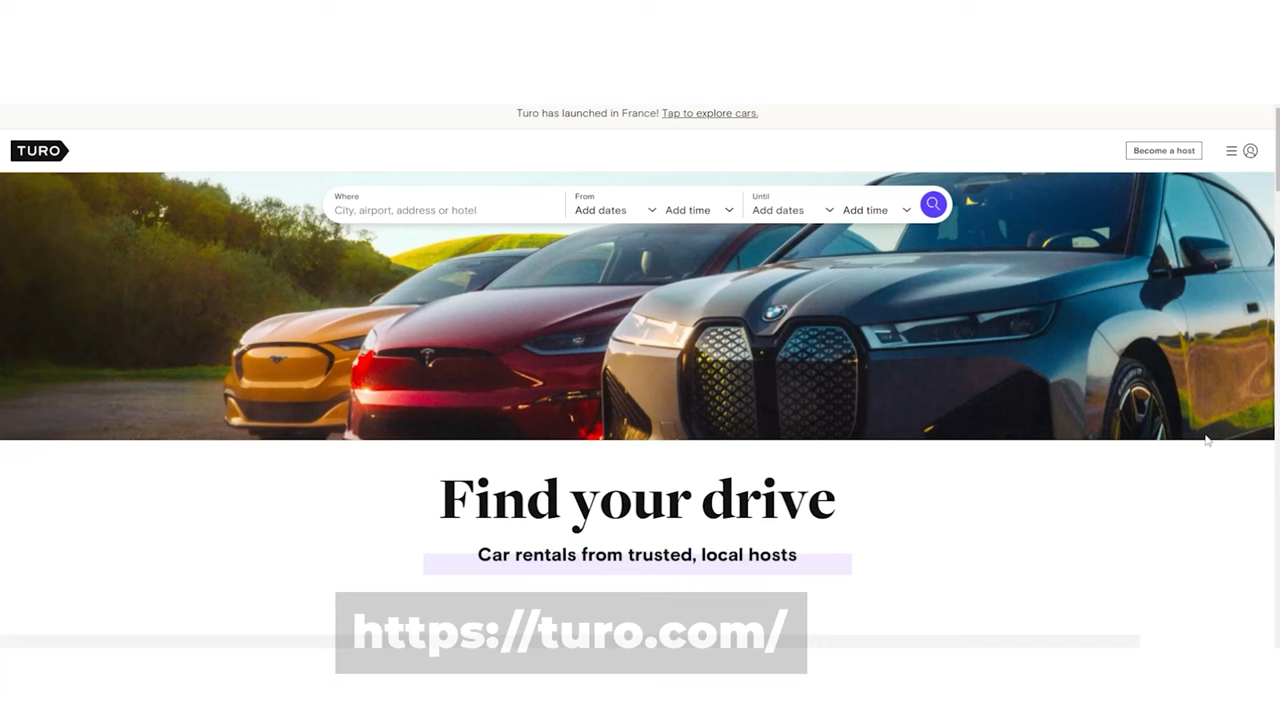 Turo has launched in France! Tap to explore cars.
TURO
Become a host
Where
City, airport, address or hotel
From
Add dates
Add time
Until
Add dates
Add time
Find your drive
Car rentals from trusted, local hosts
https://turo.com/